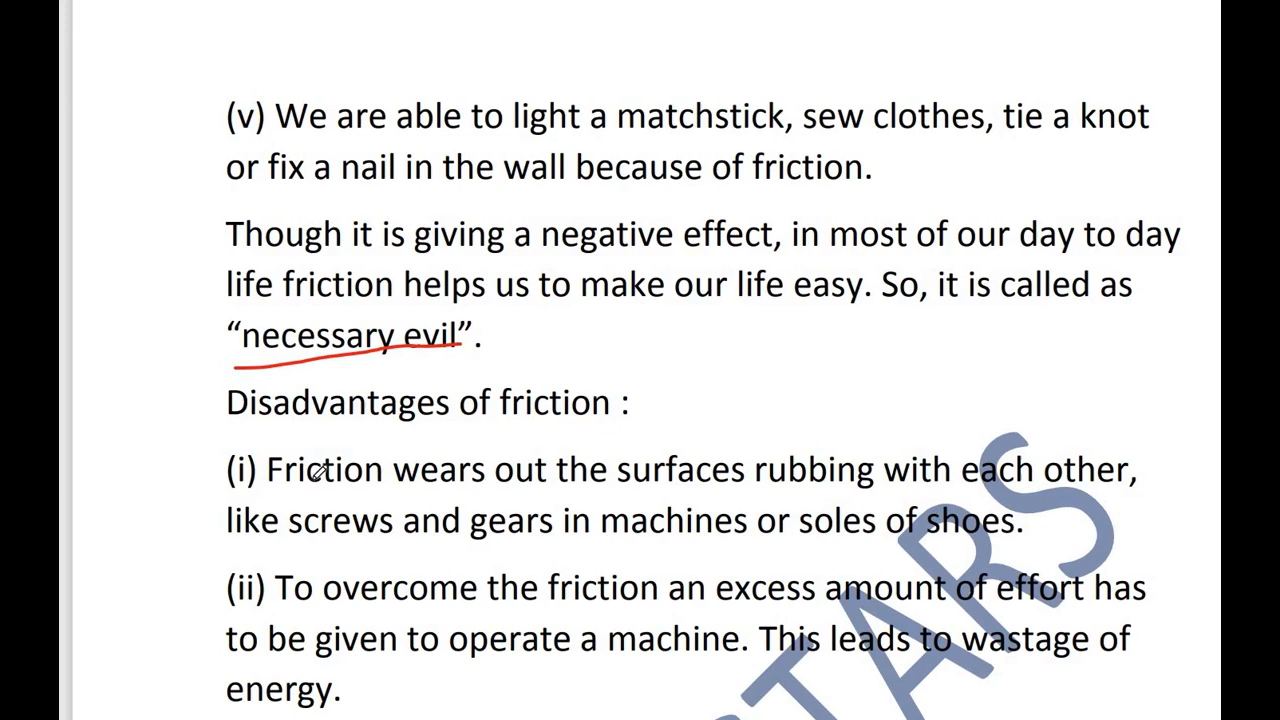 (v) We are able to light a matchstick, sew clothes, tie a knot
or fix a nail in the wall because of friction.
Though it is giving a negative effect, in most of our day to day
life friction helps us to make our life easy. So, it is called as
“necessary evil”.
Disadvantages of friction :
(i) Friction wears out the surfaces rubbing with each other,
like screws and gears in machines or soles of shoes.
(ii) To overcome the friction an excess amount of effort has
to be given to operate a machine. This leads to wastage of
energy.
STARS